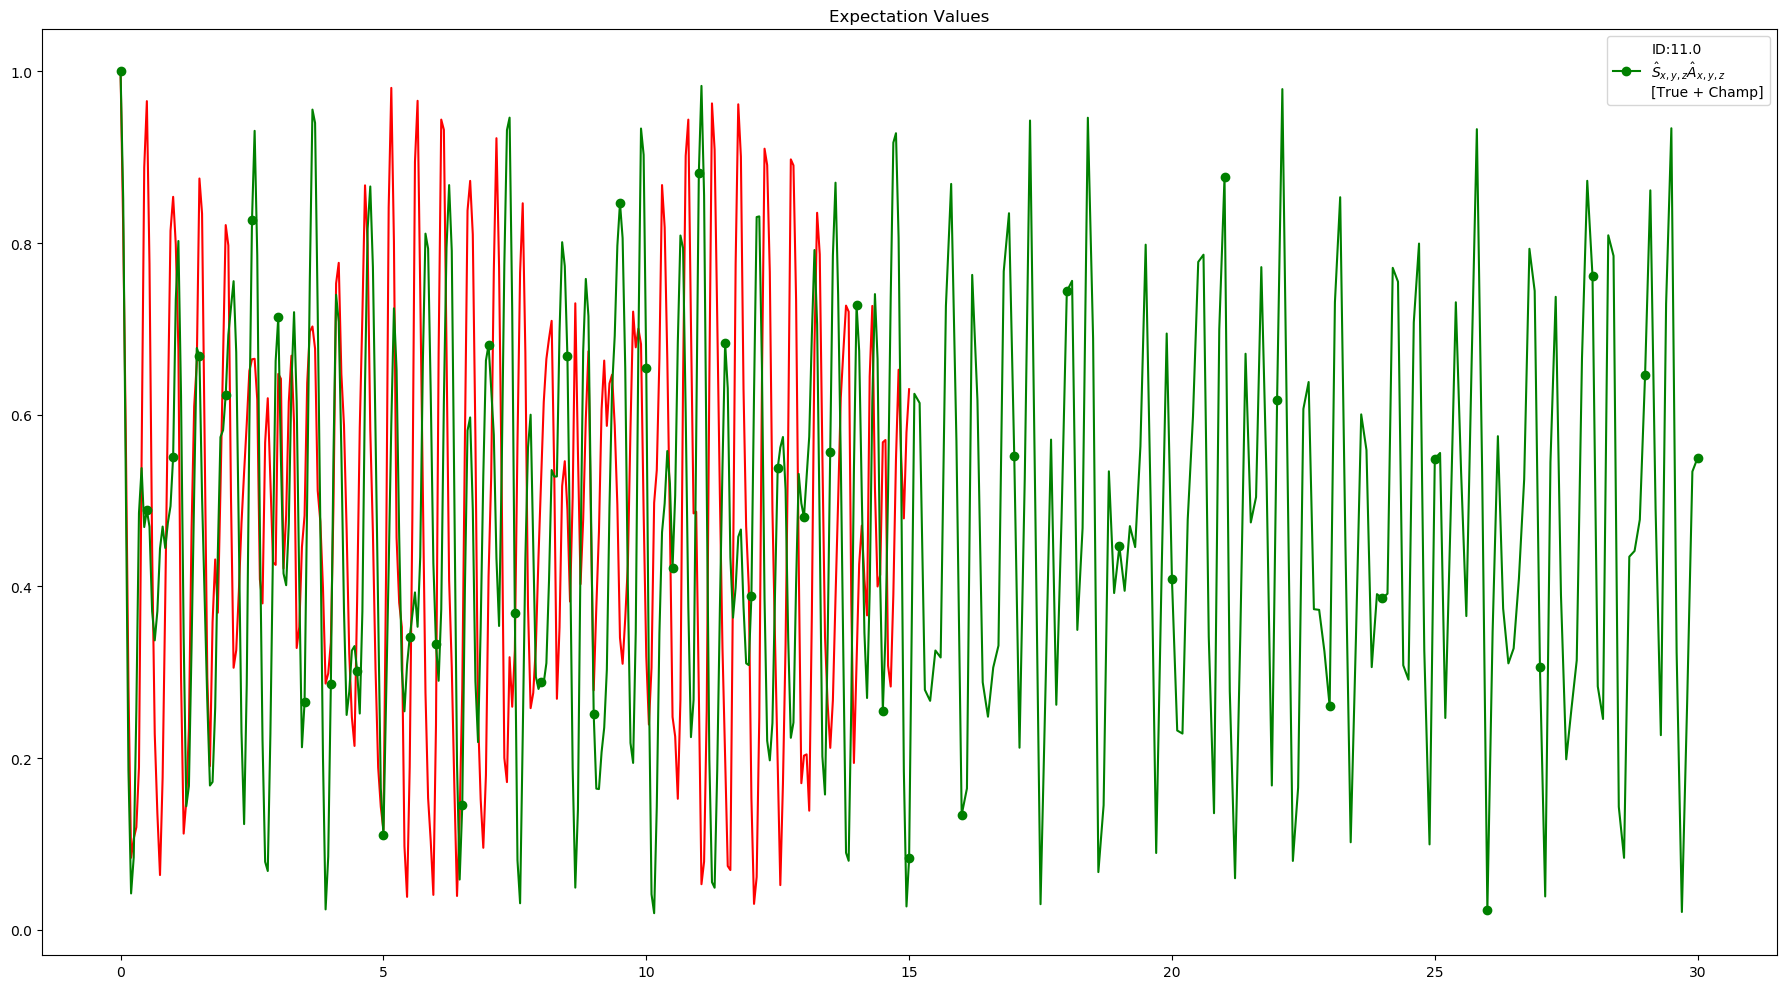 Expectation Values
ID:11.0
$\hat{S}_{x,y,z}\hat{A}_{x,y,z}$
[True + Champ]
1.0
0.8
0.6
0.4
0.2
0.0
0 5 10 15 20 25 30